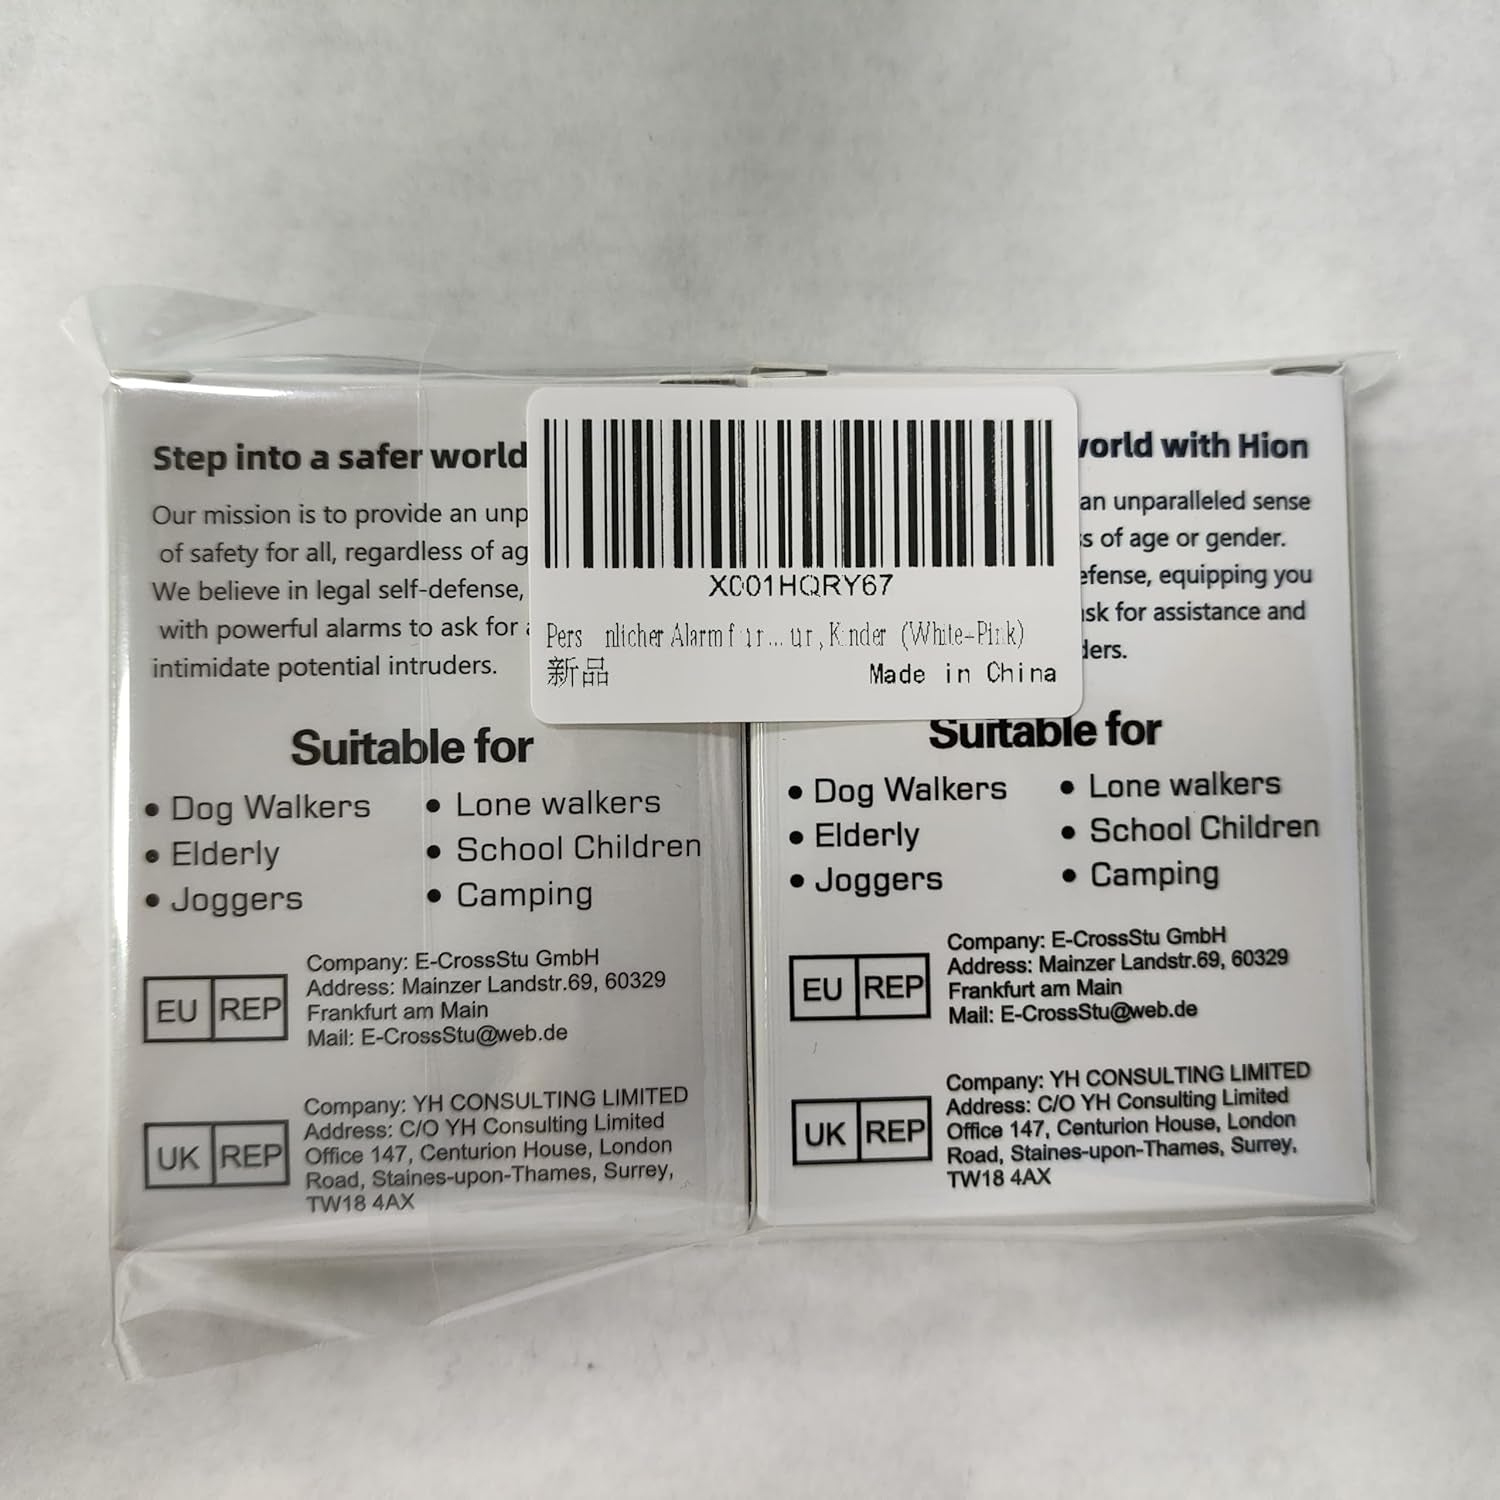 Step into a safer world
Our mission is to provide an unp
of safety for all, regardless of ag
We believe in legal self-defense,
with powerful alarms to ask for
intimidate potential intruders.
Suitable for
• Dog Walkers
• Lone walkers
• Elderly
• School Children
• Joggers
• Camping
EU REP
Company: E-CrossStu GmbH
Address: Mainzer Landstr.69, 60329
Frankfurt am Main
Mail: E-CrossStu@web.de
UK REP
Company: YH CONSULTING LIMITED
Address: C/O YH Consulting Limited
Office 147, Centurion House, London
Road, Staines-upon-Thames, Surrey,
TW18 4AX
X001HQRY67
Pers nlicher Alarm f r... ur, Kinder (White-Pink)
新品
Made in China
world with Hion
an unparalleled sense
s of age or gender.
efense, equipping you
sk for assistance and
ders.
Suitable for
• Dog Walkers
• Lone walkers
• Elderly
• School Children
• Joggers
• Camping
EU REP
Company: E-CrossStu GmbH
Address: Mainzer Landstr.69, 60329
Frankfurt am Main
Mail: E-CrossStu@web.de
UK REP
Company: YH CONSULTING LIMITED
Address: C/O YH Consulting Limited
Office 147, Centurion House, London
Road, Staines-upon-Thames, Surrey,
TW18 4AX